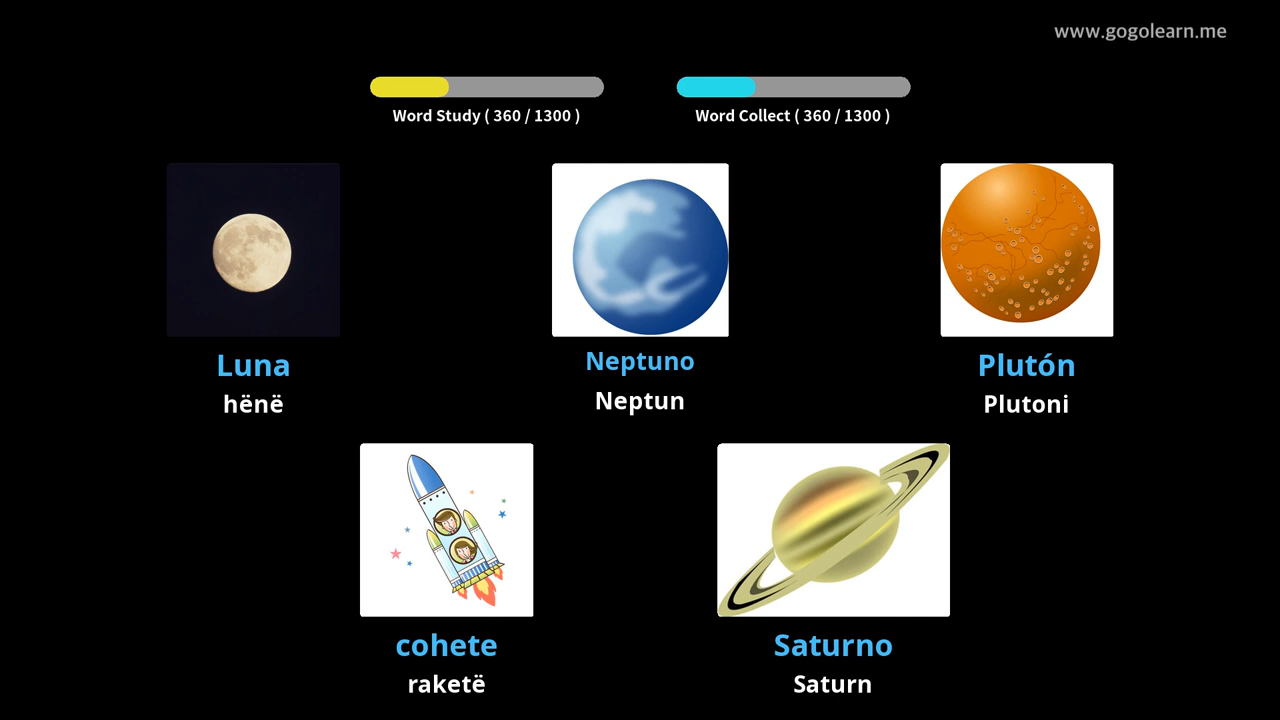 www.gogolearn.me
Word Study ( 360 / 1300 )
Word Collect ( 360 / 1300 )
Luna
hënë
Neptuno
Neptun
Plutón
Plutoni
cohete
raketë
Saturno
Saturn